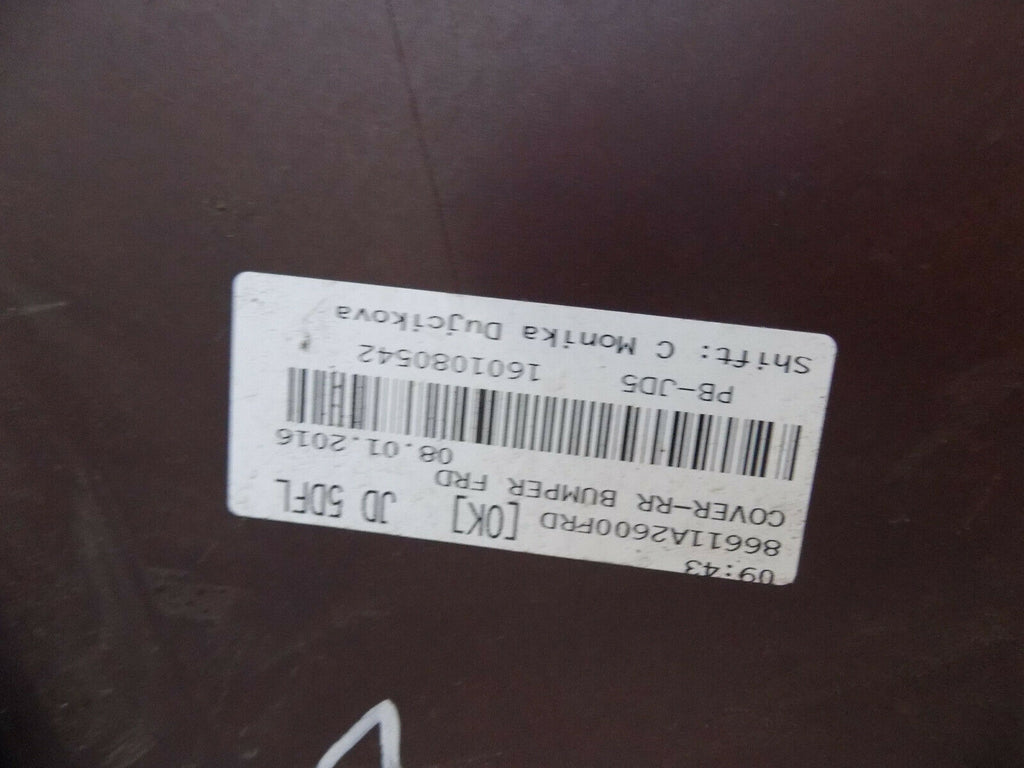 09:43
86611A2600FRD [OK] JD 5DFL
COVER-RR BUMPER FRD
08.01.2016
PB-JD5 1601080542
Shift: C Monika Dujcikova